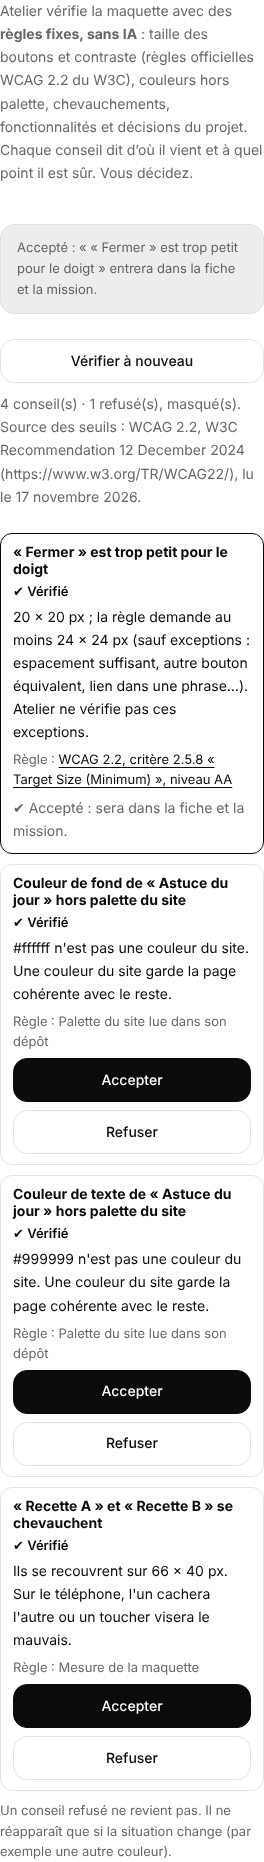 Atelier vérifie la maquette avec des
règles fixes, sans IA : taille des
boutons et contraste (règles officielles
WCAG 2.2 du W3C), couleurs hors
palette, chevauchements,
fonctionnalités et décisions du projet.
Chaque conseil dit d'où il vient et à quel
point il est sûr. Vous décidez.
Accepté : « « Fermer » est trop petit
pour le doigt » entrera dans la fiche
et la mission.
Vérifier à nouveau
4 conseil(s) · 1 refusé(s), masqué(s).
Source des seuils : WCAG 2.2, W3C
Recommendation 12 December 2024
(https://www.w3.org/TR/WCAG22/), lu
le 17 novembre 2026.
« Fermer » est trop petit pour le
doigt
✔ Vérifié
20 × 20 px ; la règle demande au
moins 24 × 24 px (sauf exceptions :
espacement suffisant, autre bouton
équivalent, lien dans une phrase…).
Atelier ne vérifie pas ces
exceptions.
Règle : WCAG 2.2, critère 2.5.8 «
Target Size (Minimum) », niveau AA
✔ Accepté : sera dans la fiche et la
mission.
Couleur de fond de « Astuce du
jour » hors palette du site
✔ Vérifié
#ffffff n'est pas une couleur du site.
Une couleur du site garde la page
cohérente avec le reste.
Règle : Palette du site lue dans son
dépôt
Accepter
Refuser
Couleur de texte de « Astuce du
jour » hors palette du site
✔ Vérifié
#999999 n'est pas une couleur du
site. Une couleur du site garde la
page cohérente avec le reste.
Règle : Palette du site lue dans son
dépôt
Accepter
Refuser
« Recette A » et « Recette B » se
chevauchent
✔ Vérifié
Ils se recouvrent sur 66 × 40 px.
Sur le téléphone, l'un cachera
l'autre ou un toucher visera le
mauvais.
Règle : Mesure de la maquette
Accepter
Refuser
Un conseil refusé ne revient pas. Il ne
réapparaît que si la situation change (par
exemple une autre couleur).